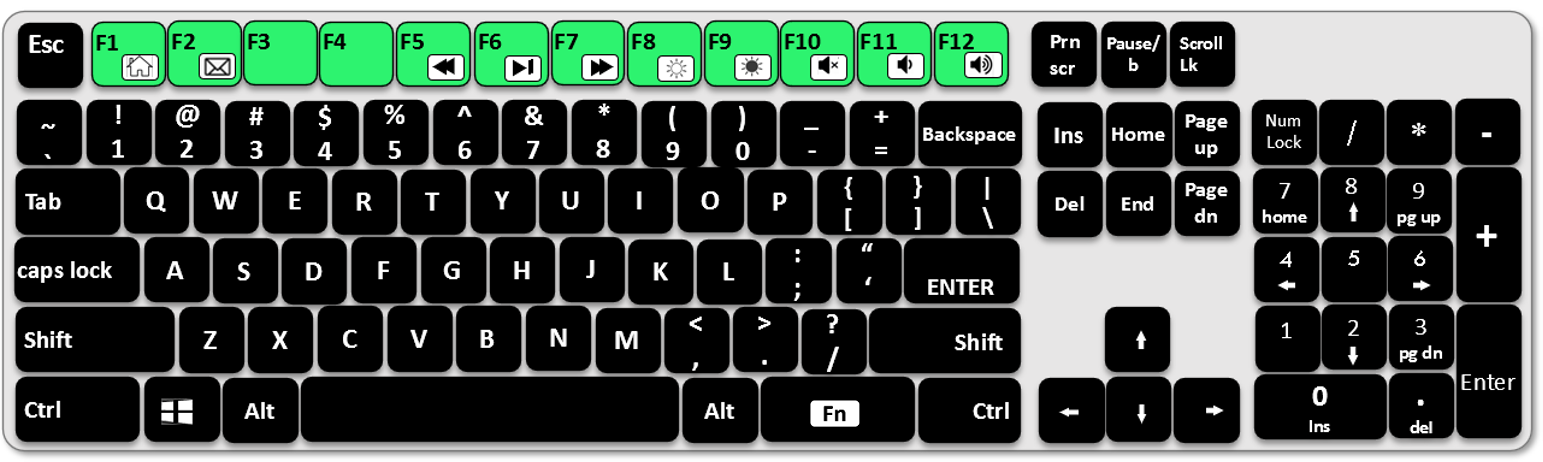 Esc F1 F2 F3 F4 F5 F6 F7 F8 F9 F10 F11 F12 Prn scr Pause/ b Scroll Lk
~ ` ! 1 @ 2 # 3 $ 4 % 5 ^ 6 & 7 * 8 ( 9 ) 0 _ - + = Backspace Ins Home Page up Num Lock / * -
Tab Q W E R T Y U I O P { [ } ] | \ Del End Page dn 7 home 8 9 pg up +
caps lock A S D F G H J K L : ; “ ‘ ENTER 4 5 6
Shift Z X C V B N M < , > . ? / Shift 1 2 3 pg dn Enter
Ctrl Alt Alt Fn Ctrl 0 Ins . del